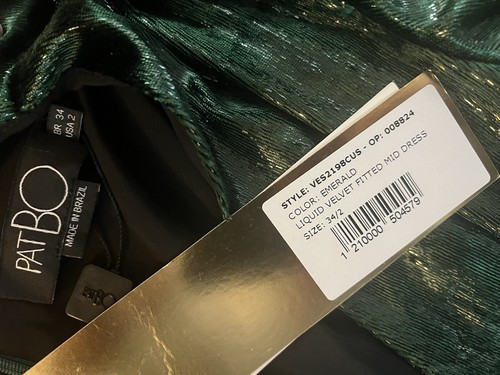 BR 34
USA 2
PATBO
MADE IN BRAZIL
STYLE: VES2198CUS - OP: 008824
COLOR: EMERALD
LIQUID VELVET FITTED MID DRESS
SIZE: 34/2
1 210000 504579